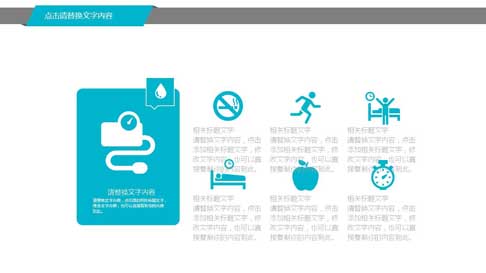 点击请替换文字内容
请替换文字内容
请替换文字内容，点击添加相关标题文字，
修改文字内容，也可以直接复制你的内容
到此。
相关标题文字
请替换文字内容，点击
添加相关标题文字，修
改文字内容，也可以直
接复制你的内容到此。
相关标题文字
请替换文字内容，点击
添加相关标题文字，修
改文字内容，也可以直
接复制你的内容到此。
相关标题文字
请替换文字内容，点击
添加相关标题文字，修
改文字内容，也可以直
接复制你的内容到此。
相关标题文字
请替换文字内容，点击
添加相关标题文字，修
改文字内容，也可以直
接复制你的内容到此。
相关标题文字
请替换文字内容，点击
添加相关标题文字，修
改文字内容，也可以直
接复制你的内容到此。
相关标题文字
请替换文字内容，点击
添加相关标题文字，修
改文字内容，也可以直
接复制你的内容到此。